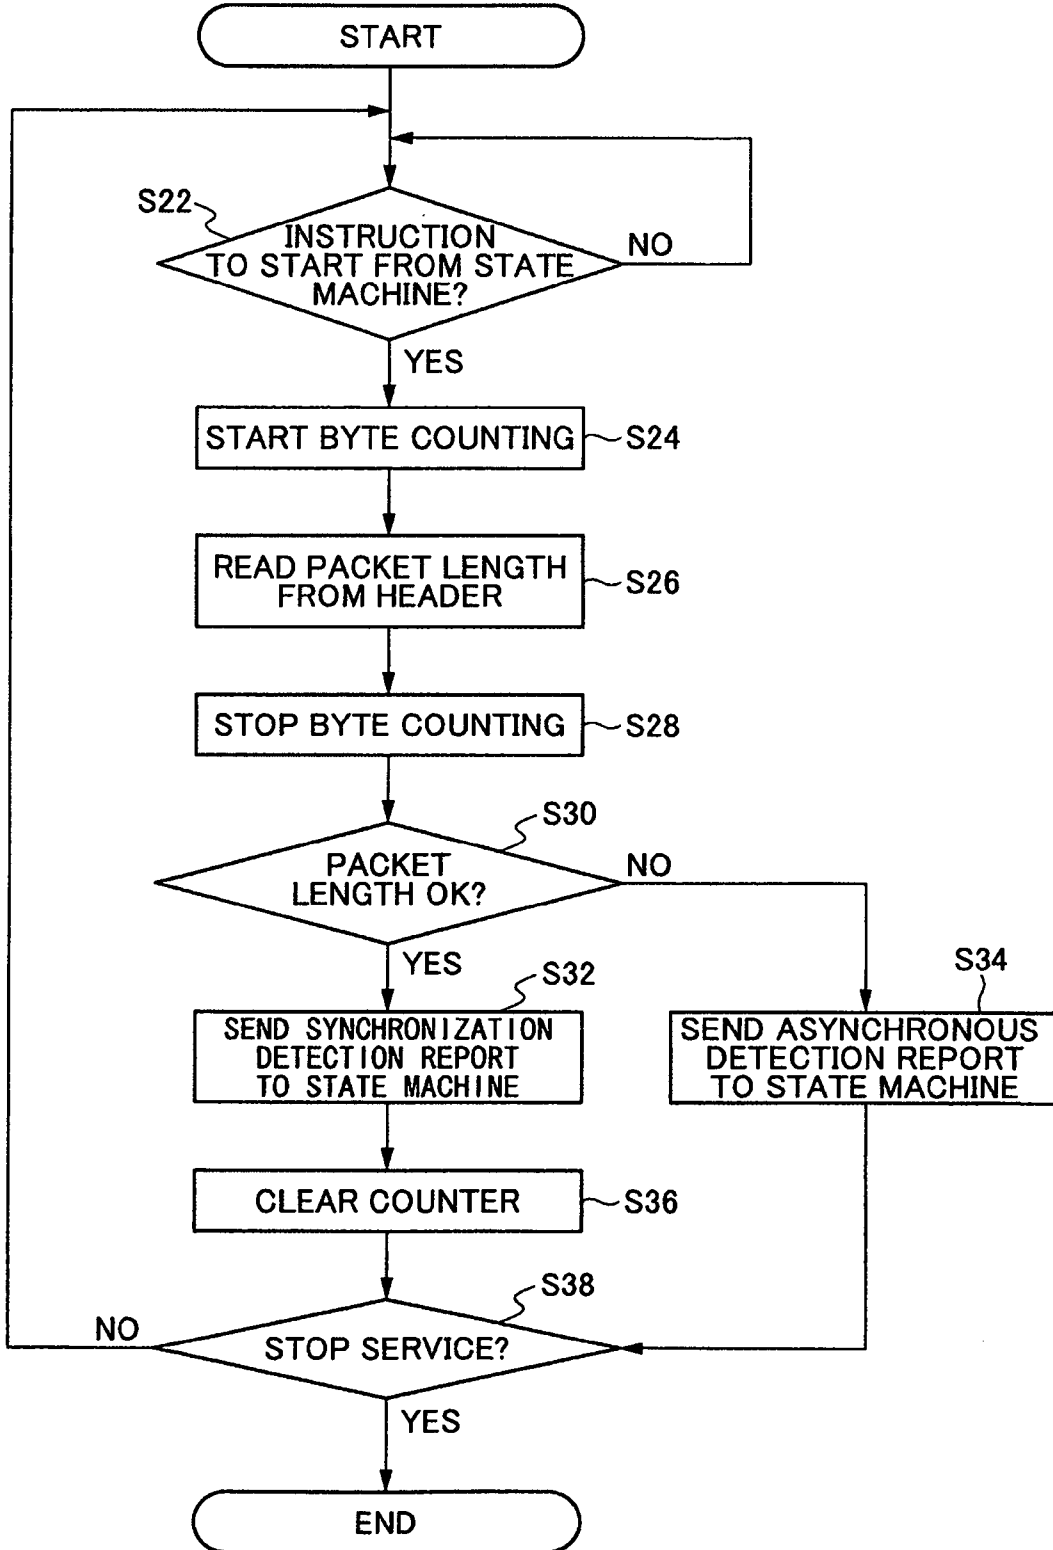 START
S22
INSTRUCTION
TO START FROM STATE
MACHINE?
NO
YES
START BYTE COUNTING
S24
READ PACKET LENGTH
FROM HEADER
S26
STOP BYTE COUNTING
S28
S30
PACKET
LENGTH OK?
NO
YES
S32
SEND SYNCHRONIZATION
DETECTION REPORT
TO STATE MACHINE
S34
SEND ASYNCHRONOUS
DETECTION REPORT
TO STATE MACHINE
CLEAR COUNTER
S36
S38
NO
STOP SERVICE?
YES
END